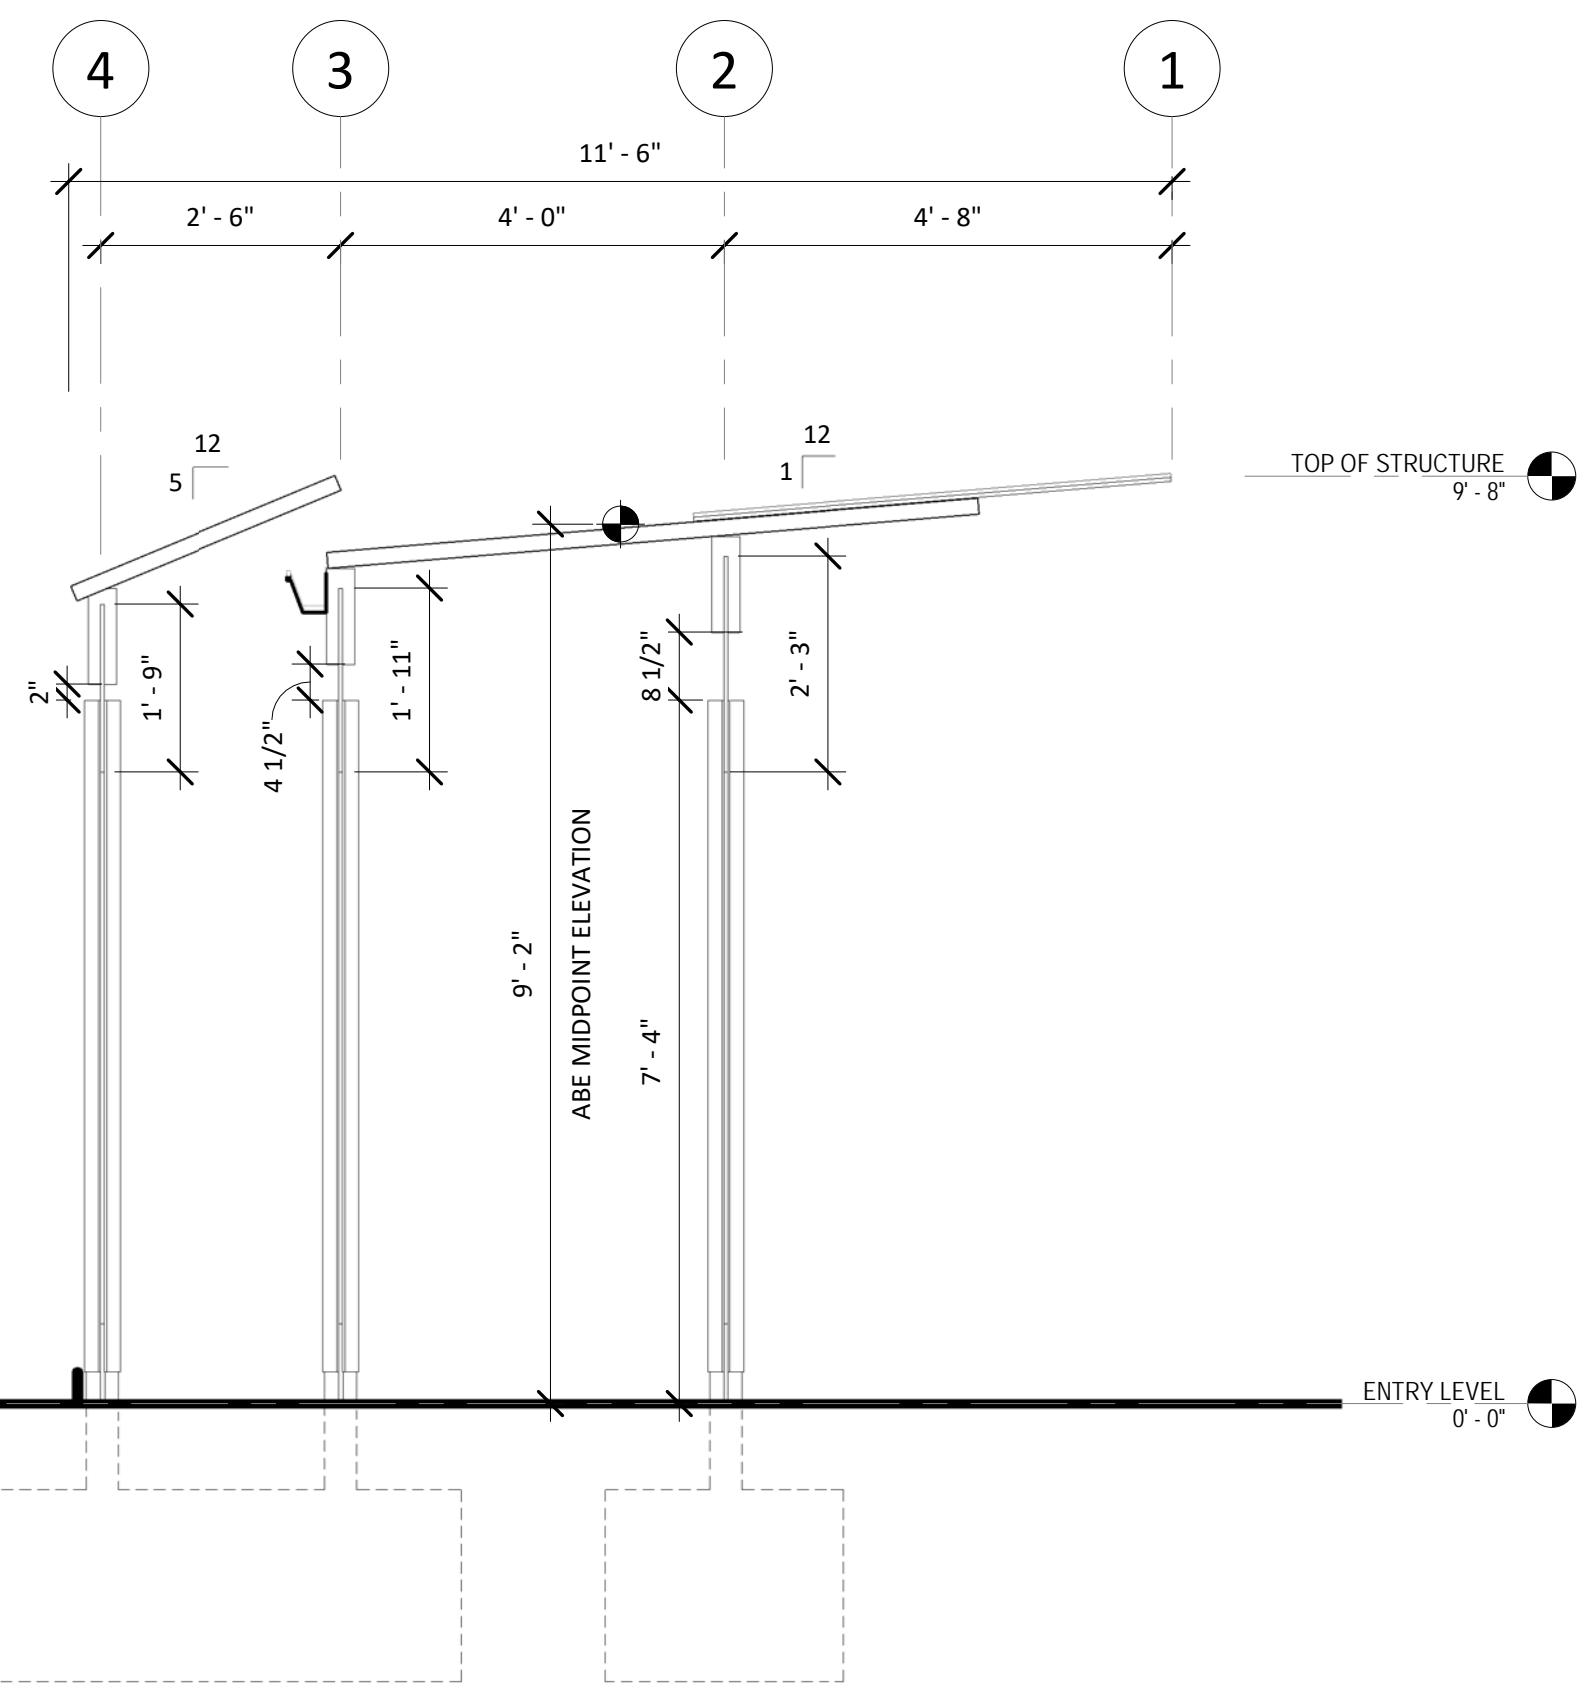 4
3
2
1
11' - 6"
2' - 6"
4' - 0"
4' - 8"
12
5
12
1
TOP OF STRUCTURE
9' - 8"
2"
1' - 9"
4 1/2"
1' - 11"
8 1/2"
2' - 3"
9' - 2"
ABE MIDPOINT ELEVATION
7' - 4"
ENTRY LEVEL
0' - 0"